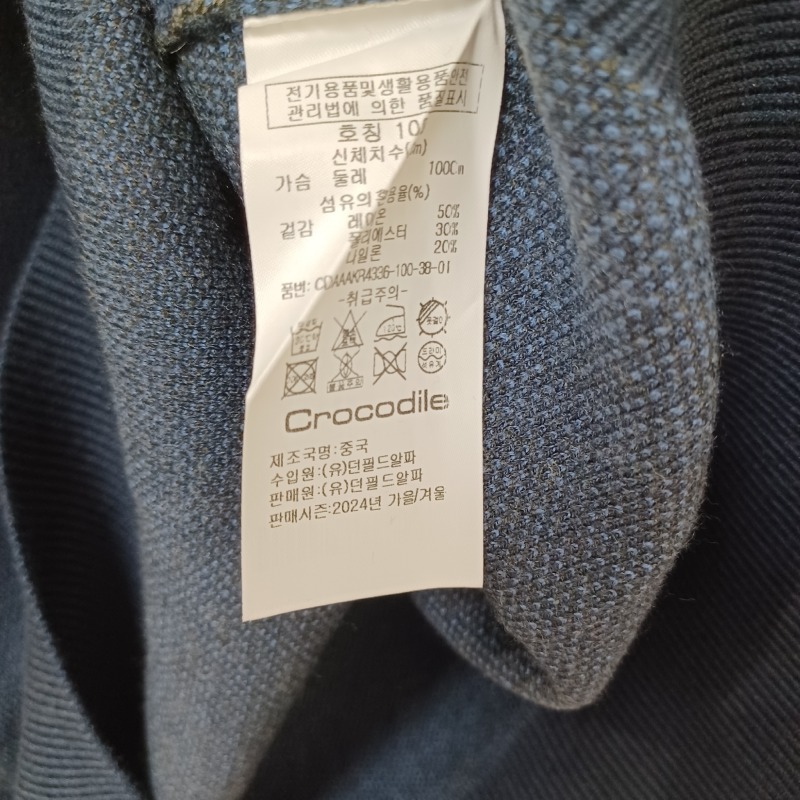 전기용품및생활용품안전
관리법에 의한 품질표시
호칭
신체치수(cm)
가슴 둘레
섬유의 혼용율(%)
겉감 레이온 50%
폴리에스터 30%
나일론 20%
품번: CDAAAKR4336-100-38-01
-취급주의-
Crocodile
제조국명:중국
수입원:(유)던필드알파
판매원:(유)던필드알파
판매시즌:2024년 가을/겨울